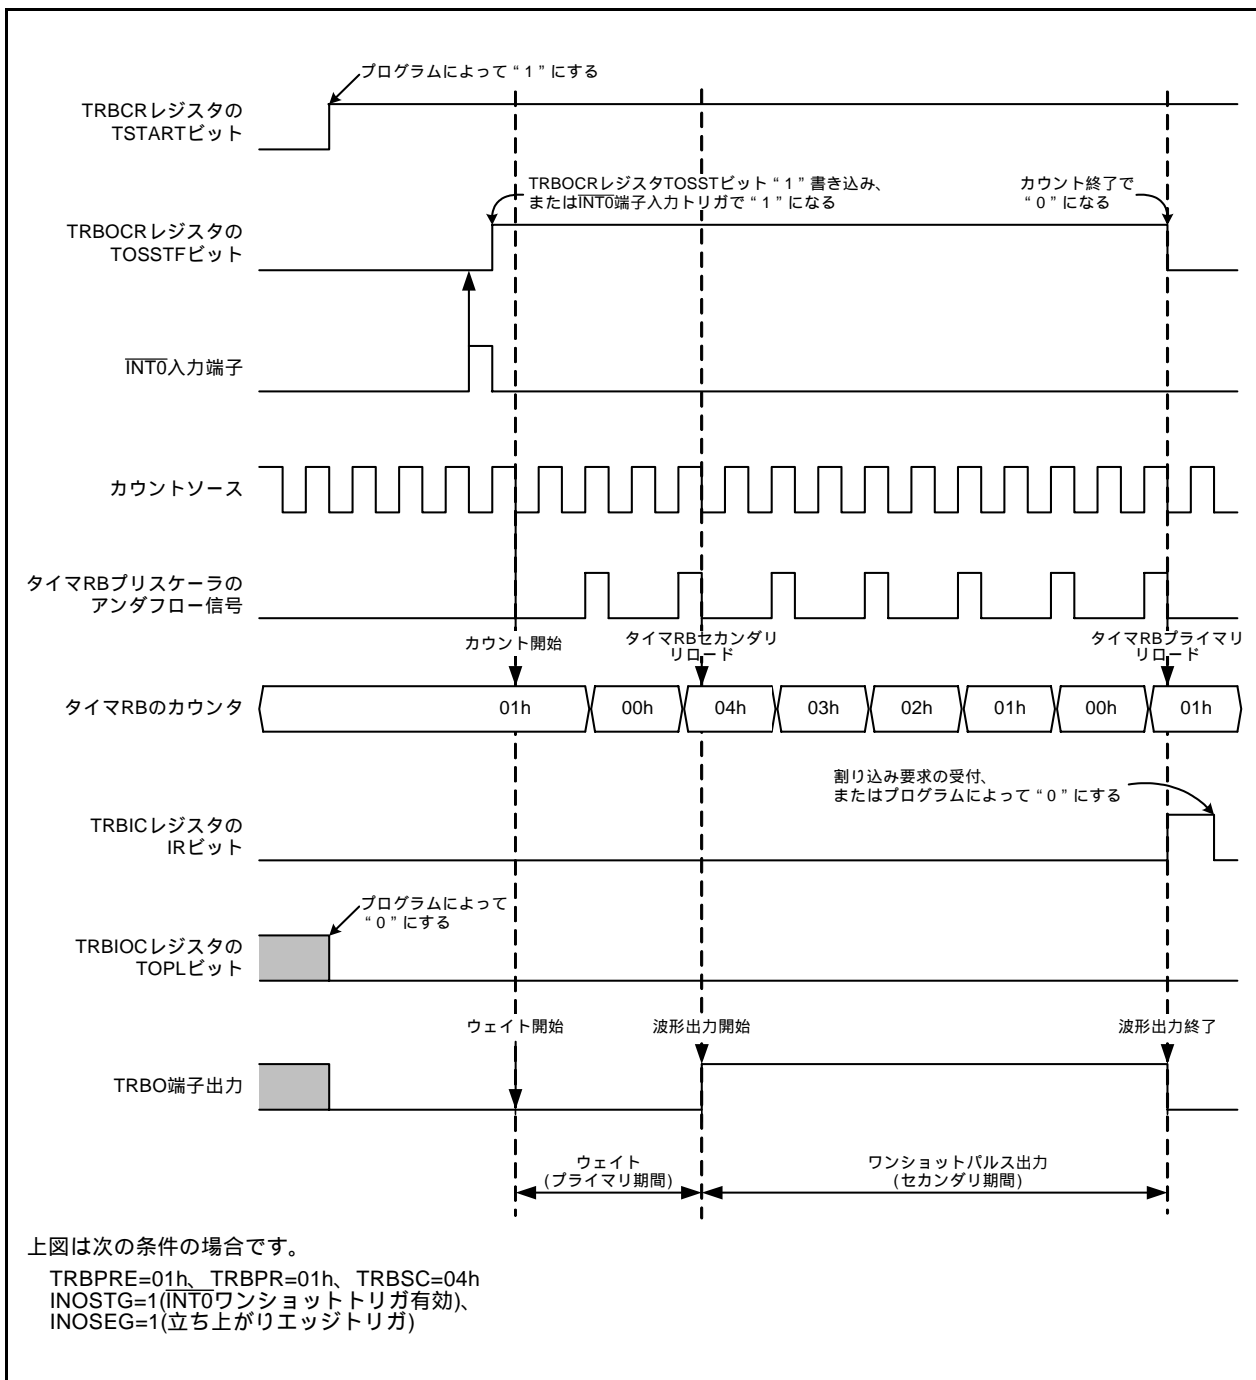 プログラムによって“1”にする
TRBCRレジスタの
TSTARTビット
TRBOCRレジスタTOSSTビット“1”書き込み、
またはINT0端子入力トリガで“1”になる
カウント終了で
“0”になる
TRBOCRレジスタの
TOSSTFビット
INT0入力端子
カウントソース
タイマRBプリスケーラの
アンダフロー信号
カウント開始
タイマRBセカンダリ
リロード
タイマRBプライマリ
リロード
タイマRBのカウンタ
01h
00h
04h
03h
02h
01h
00h
01h
割り込み要求の受付、
またはプログラムによって“0”にする
TRBICレジスタの
IRビット
プログラムによって
“0”にする
TRBIOCレジスタの
TOPLビット
ウェイト開始
波形出力開始
波形出力終了
TRBO端子出力
ウェイト
(プライマリ期間)
ワンショットパルス出力
(セカンダリ期間)
上図は次の条件の場合です。
TRBPRE=01h、TRBPR=01h、TRBSC=04h
INOSTG=1(INT0ワンショットトリガ有効)、
INOSEG=1(立ち上がりエッジトリガ)